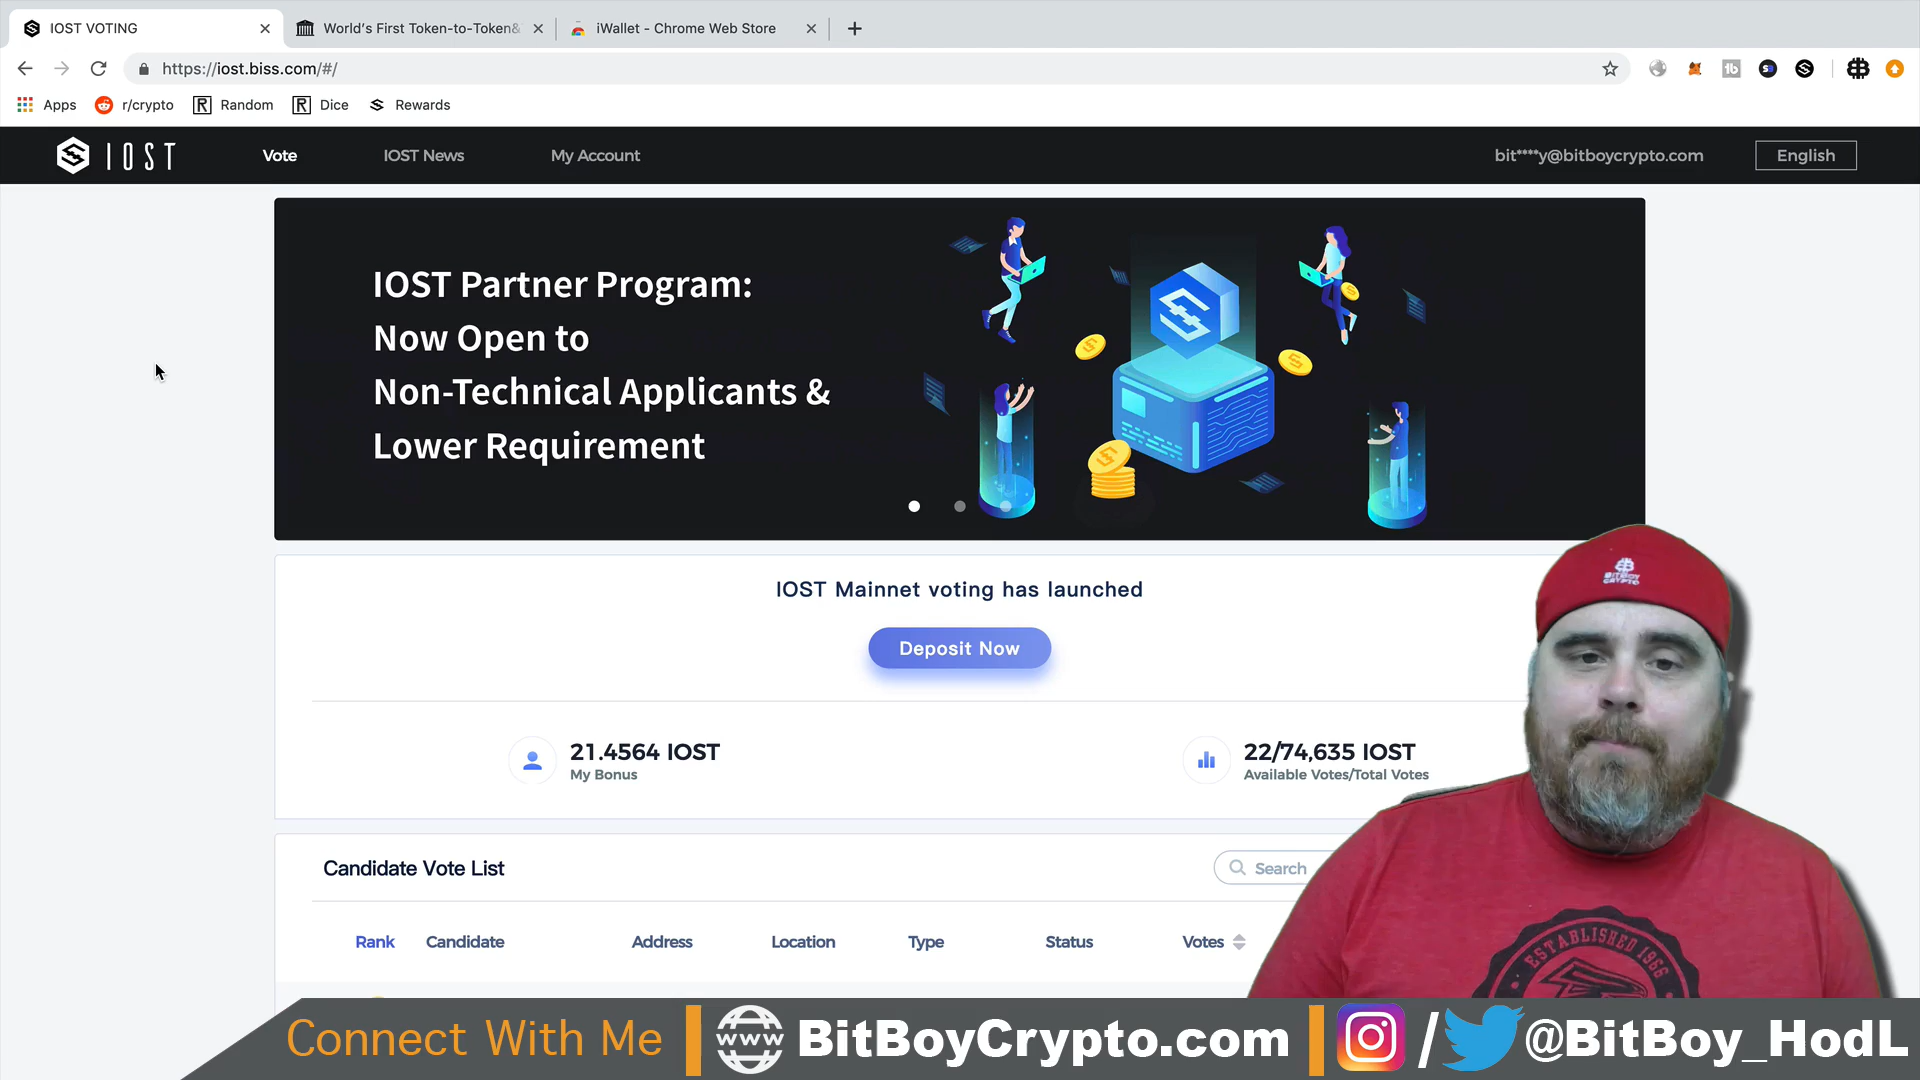 IOST VOTING
World's First Token-to-Token&
iWallet - Chrome Web Store
https://iost.biss.com/#/
Apps
r/crypto
Random
Dice
Rewards
IOST
Vote
IOST News
My Account
bit****y@bitboycrypto.com
English
IOST Partner Program:
Now Open to
Non-Technical Applicants &
Lower Requirement
IOST Mainnet voting has launched
Deposit Now
21.4564 IOST
My Bonus
22/74,635 IOST
Available Votes/Total Votes
Candidate Vote List
Search
Rank
Candidate
Address
Location
Type
Status
Votes
BITBOY
CRYPTO
ESTABLISHED 1966
Connect With Me
www
BitBoyCrypto.com
/
@BitBoy_HodL